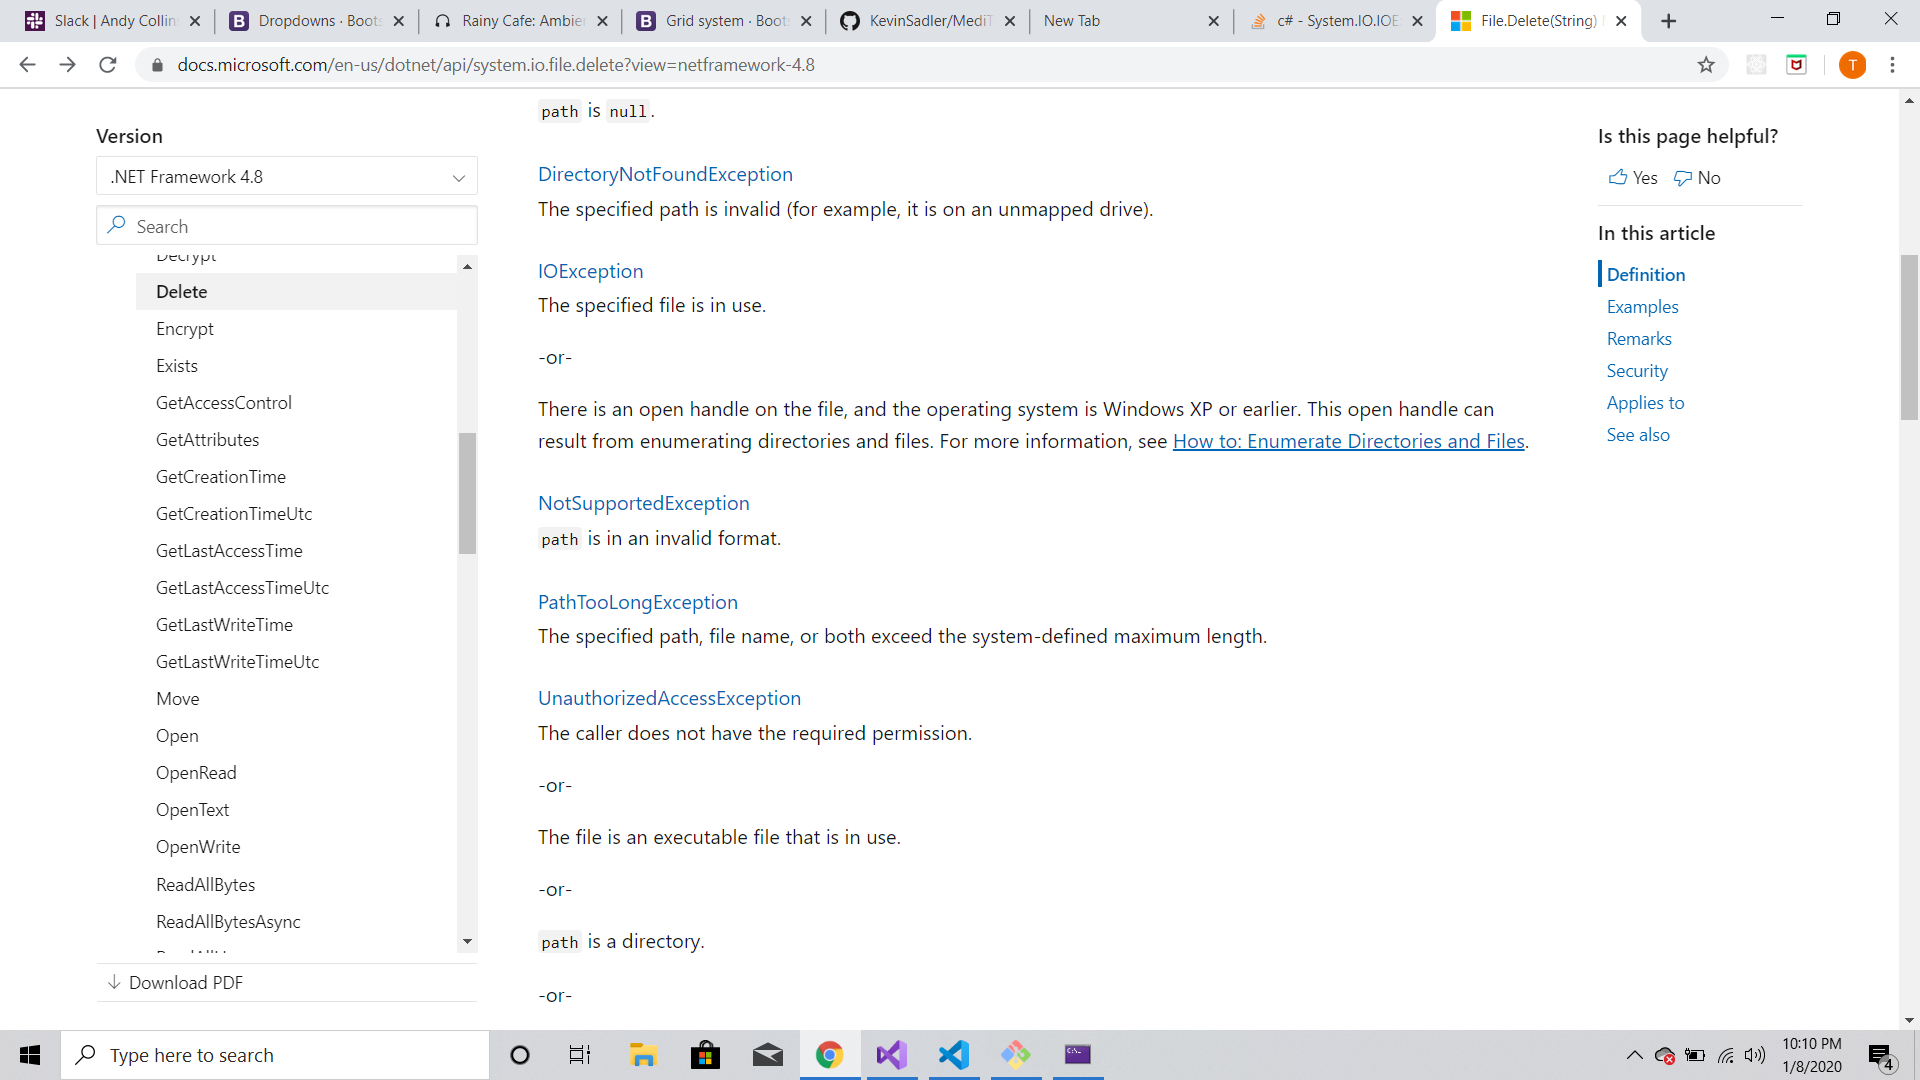 Slack | Andy Collin
Dropdowns · Boots
Rainy Cafe: Ambien
Grid system · Boots
KevinSadler/MediT
New Tab
c# - System.IO.IOE
File.Delete(String)
docs.microsoft.com/en-us/dotnet/api/system.io.file.delete?view=netframework-4.8
T
Version
.NET Framework 4.8
Search
Decrypt
Delete
Encrypt
Exists
GetAccessControl
GetAttributes
GetCreationTime
GetCreationTimeUtc
GetLastAccessTime
GetLastAccessTimeUtc
GetLastWriteTime
GetLastWriteTimeUtc
Move
Open
OpenRead
OpenText
OpenWrite
ReadAllBytes
ReadAllBytesAsync
Download PDF
path is null.
DirectoryNotFoundException
The specified path is invalid (for example, it is on an unmapped drive).
IOException
The specified file is in use.
-or-
There is an open handle on the file, and the operating system is Windows XP or earlier. This open handle can
result from enumerating directories and files. For more information, see How to: Enumerate Directories and Files.
NotSupportedException
path is in an invalid format.
PathTooLongException
The specified path, file name, or both exceed the system-defined maximum length.
UnauthorizedAccessException
The caller does not have the required permission.
-or-
The file is an executable file that is in use.
-or-
path is a directory.
-or-
Is this page helpful?
Yes No
In this article
Definition
Examples
Remarks
Security
Applies to
See also
Type here to search
10:10 PM
1/8/2020
4